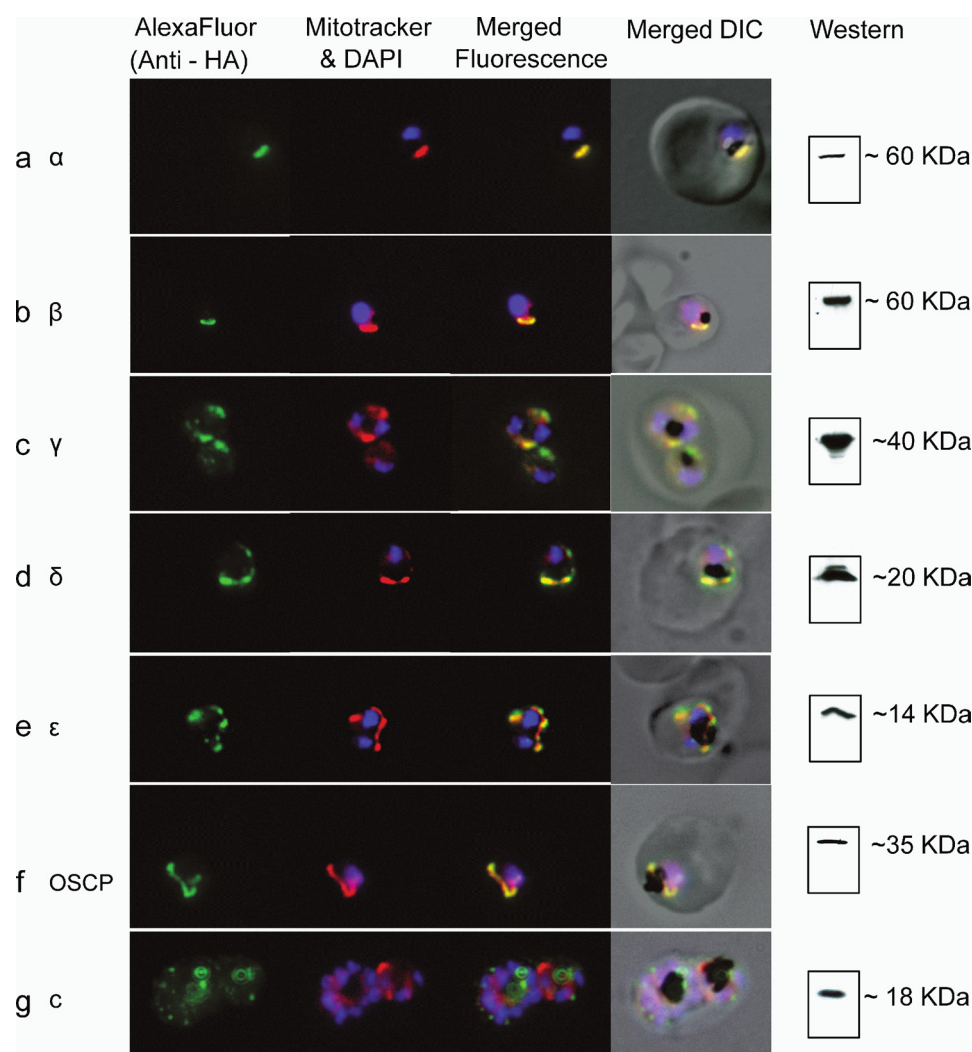 AlexaFluor Mitotracker Merged Merged DIC Western
(Anti - HA) & DAPI Fluorescence
a α ~ 60 KDa
b β ~ 60 KDa
c γ ~40 KDa
d δ ~20 KDa
e ε ~14 KDa
f OSCP ~35 KDa
g c ~ 18 KDa